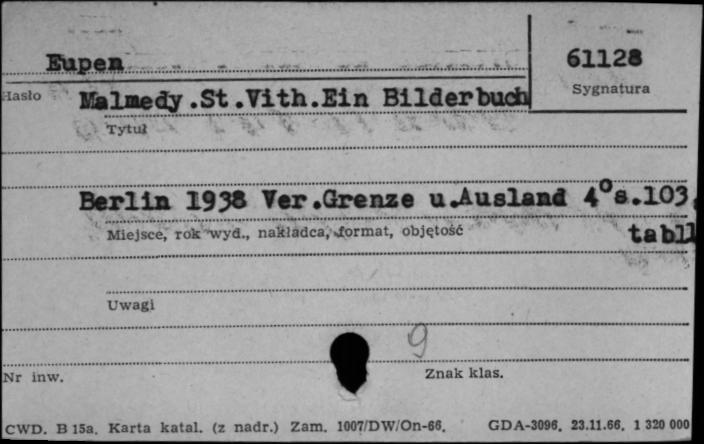 Eupen
61128
Hasło
Malmedy.St.Vith.Ein Bilderbuch
Sygnatura
Tytuł
Berlin 1938 Ver.Grenze u.Ausland 4°s.103,
Miejsce, rok wyd., nakładca, format, objętość
tabl1
Uwagi
9
Nr inw.
Znak klas.
CWD. B 15a. Karta katal. (z nadr.) Zam. 1007/DW/On-66. GDA-3096. 23.11.66. 1 320 000